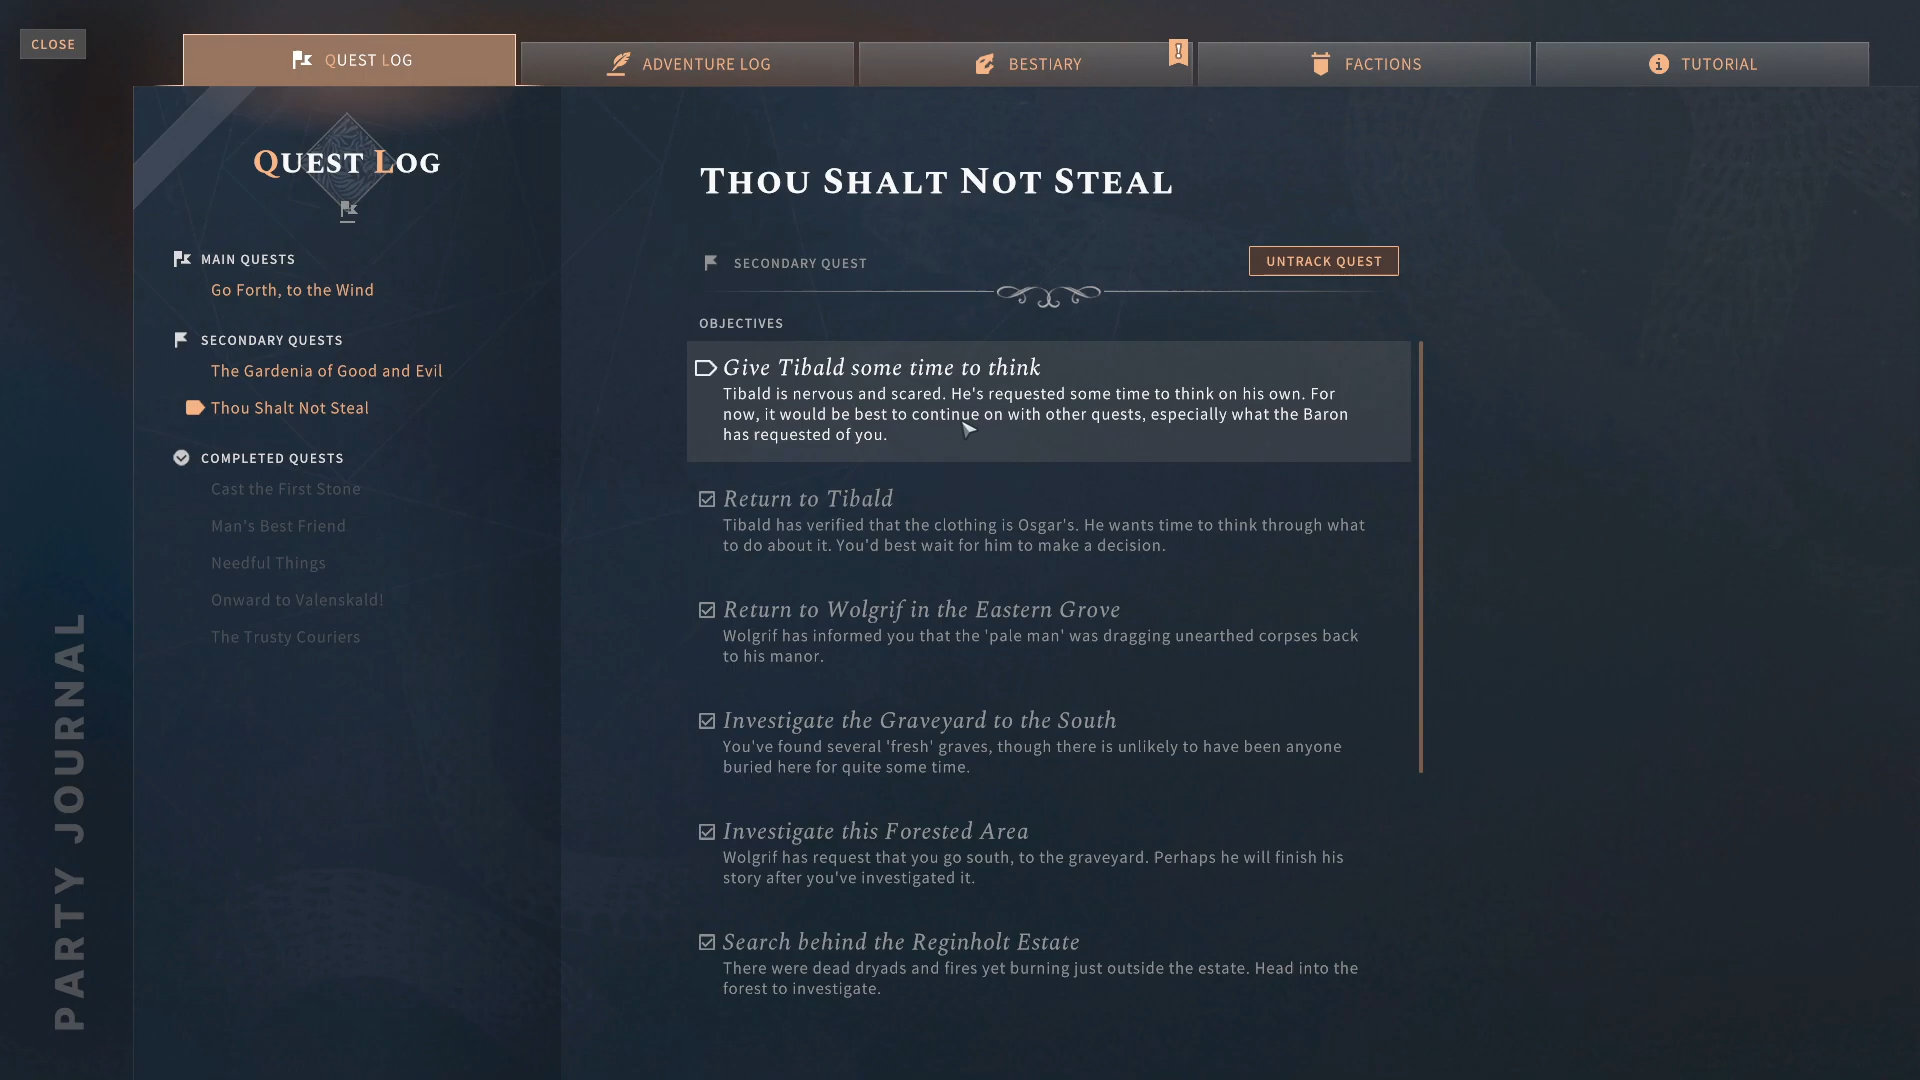 CLOSE
QUEST LOG
ADVENTURE LOG
BESTIARY
FACTIONS
TUTORIAL
PARTY JOURNAL
QUEST LOG
MAIN QUESTS
Go Forth, to the Wind
SECONDARY QUESTS
The Gardenia of Good and Evil
Thou Shalt Not Steal
COMPLETED QUESTS
Cast the First Stone
Man's Best Friend
Needful Things
Onward to Valenskald!
The Trusty Couriers
THOU SHALT NOT STEAL
SECONDARY QUEST
UNTRACK QUEST
OBJECTIVES
Give Tibald some time to think
Tibald is nervous and scared. He's requested some time to think on his own. For
now, it would be best to continue on with other quests, especially what the Baron
has requested of you.
Return to Tibald
Tibald has verified that the clothing is Osgar's. He wants time to think through what
to do about it. You'd best wait for him to make a decision.
Return to Wolgrif in the Eastern Grove
Wolgrif has informed you that the 'pale man' was dragging unearthed corpses back
to his manor.
Investigate the Graveyard to the South
You've found several 'fresh' graves, though there is unlikely to have been anyone
buried here for quite some time.
Investigate this Forested Area
Wolgrif has request that you go south, to the graveyard. Perhaps he will finish his
story after you've investigated it.
Search behind the Reginholt Estate
There were dead dryads and fires yet burning just outside the estate. Head into the
forest to investigate.